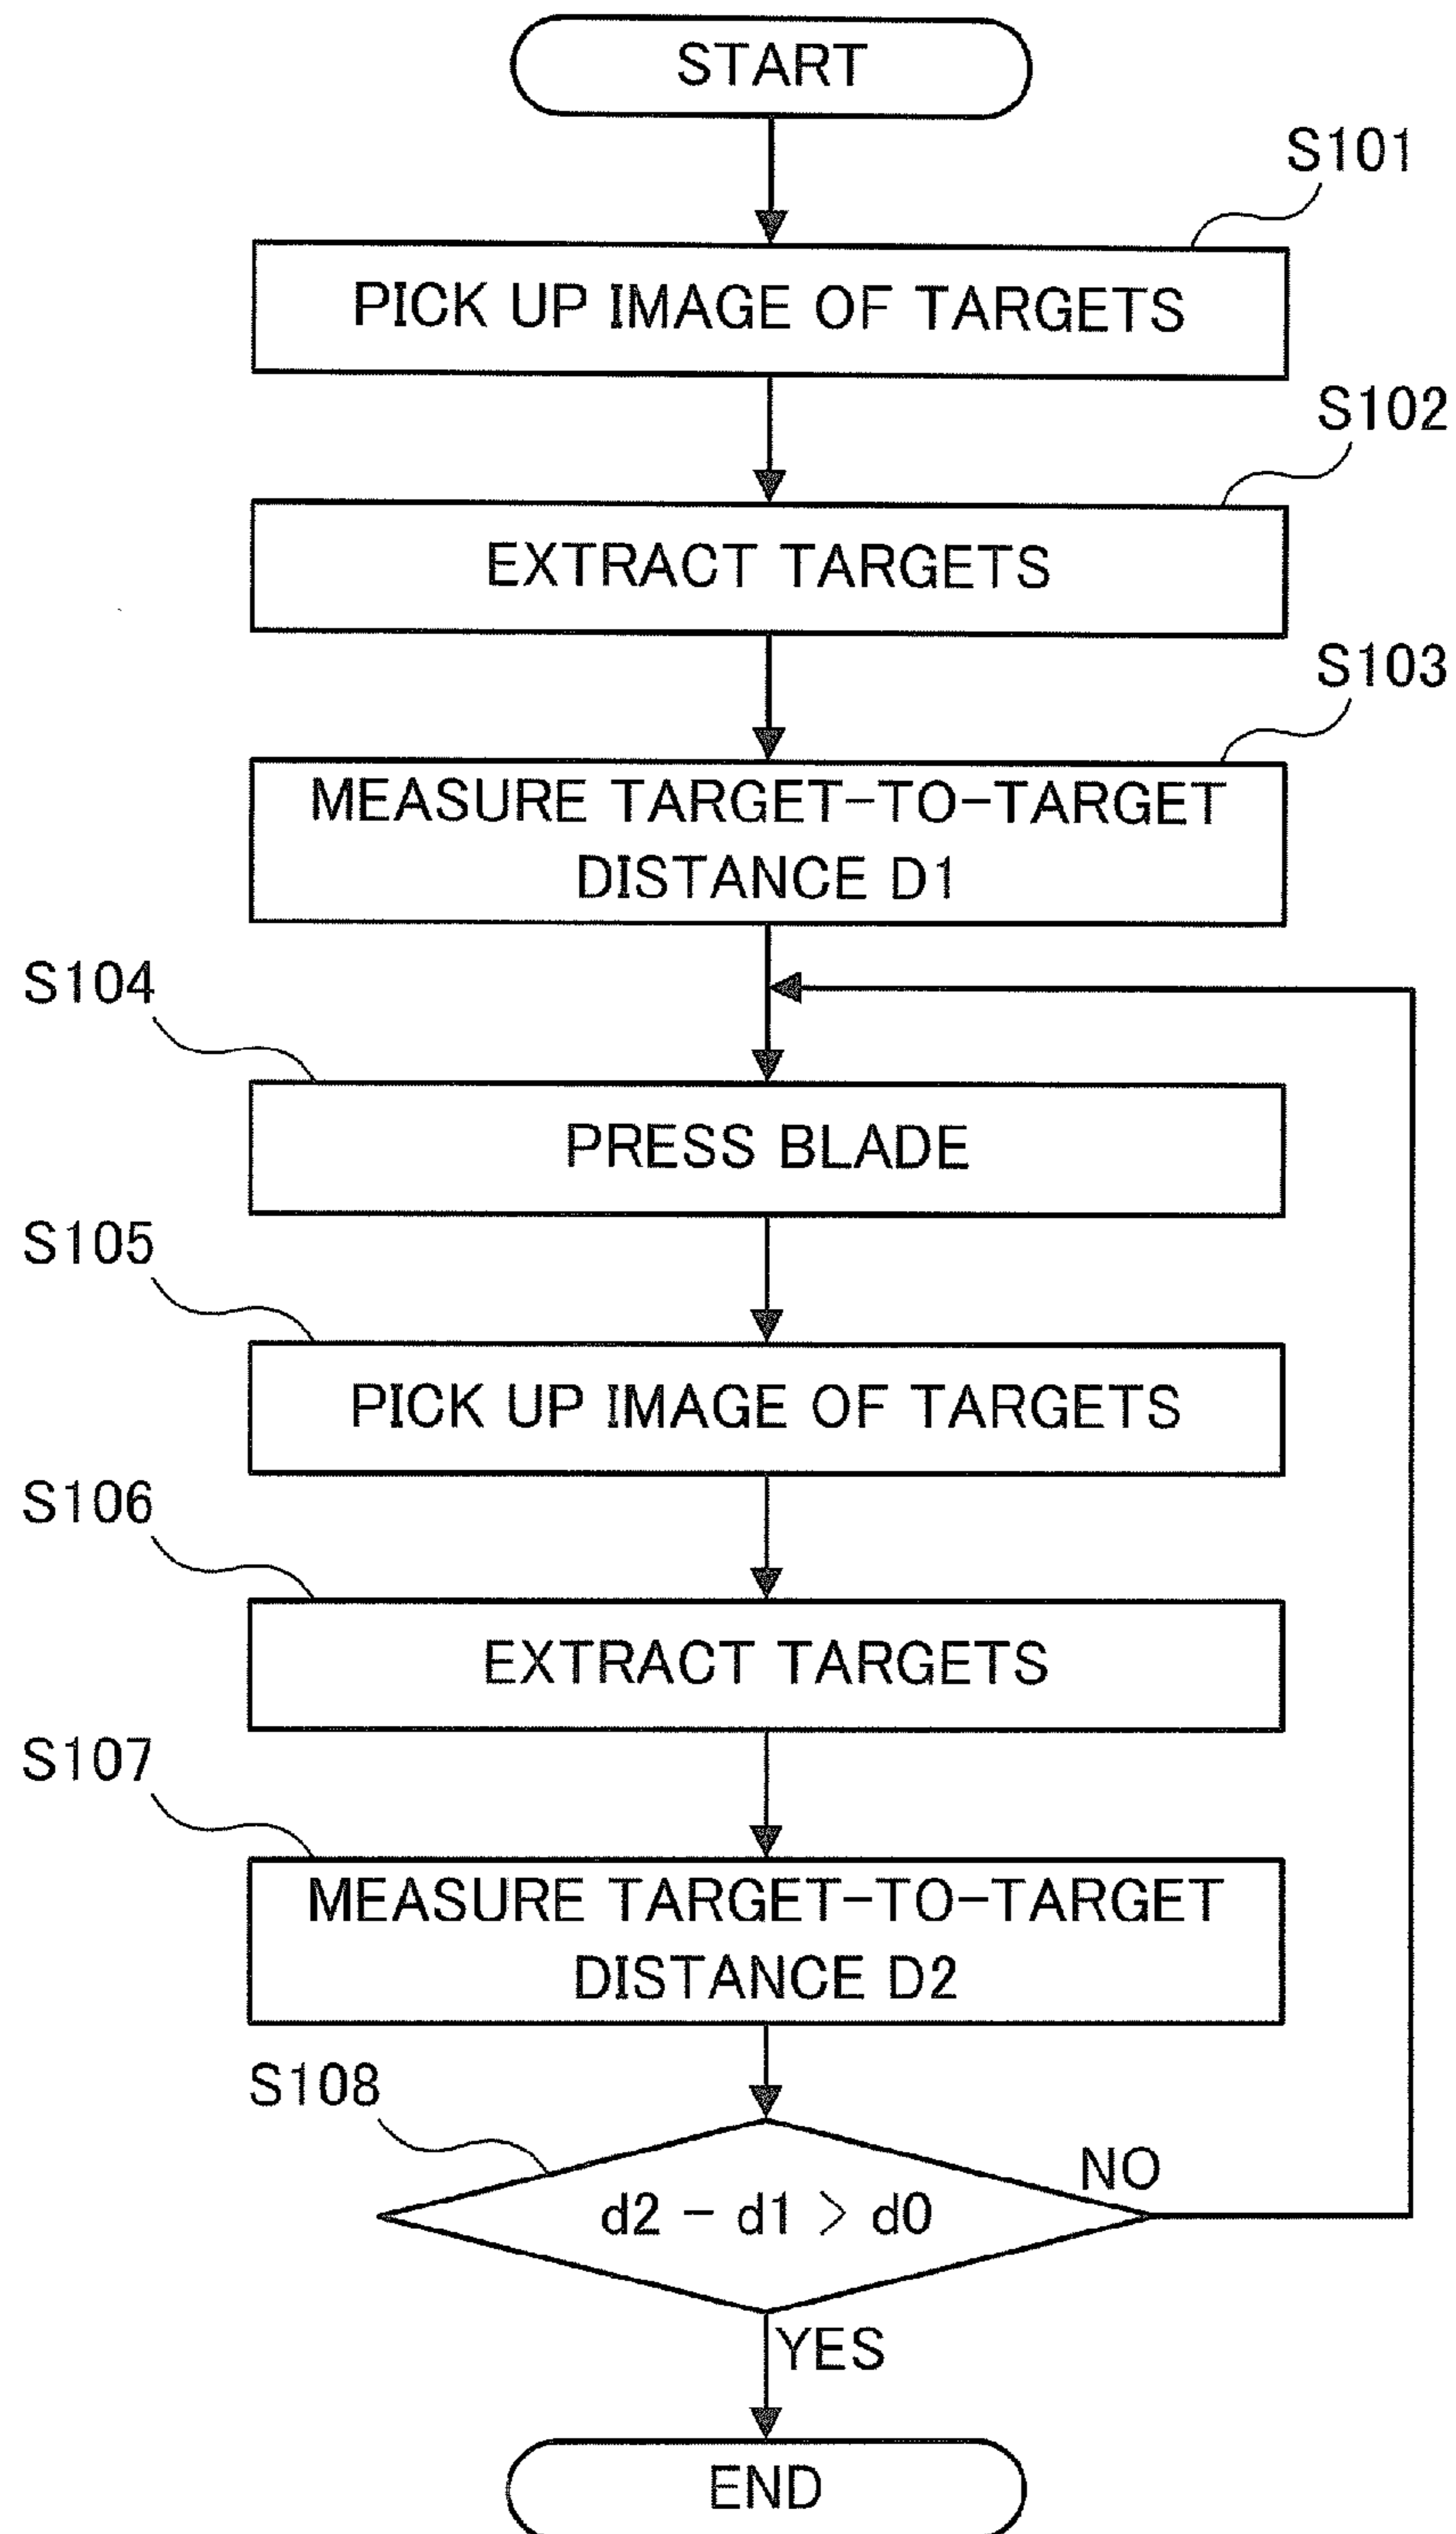 START
S101
PICK UP IMAGE OF TARGETS
S102
EXTRACT TARGETS
S103
MEASURE TARGET-TO-TARGET
DISTANCE D1
S104
PRESS BLADE
S105
PICK UP IMAGE OF TARGETS
S106
EXTRACT TARGETS
S107
MEASURE TARGET-TO-TARGET
DISTANCE D2
S108
d2 - d1 > d0
NO
YES
END